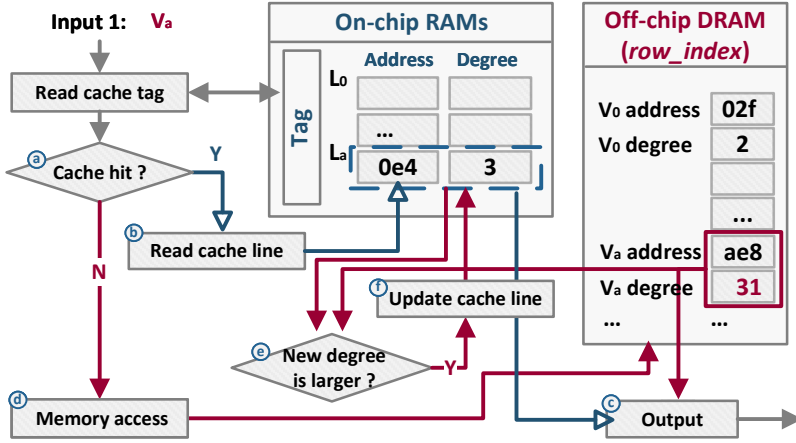 Input 1: Va
Read cache tag
a
Cache hit ?
Y
N
b
Read cache line
d
Memory access
On-chip RAMs
Address Degree
Tag
L0
...
La
0e4 3
f
Update cache line
e
New degree
is larger ?
Y
Off-chip DRAM
(row_index)
V0 address 02f
V0 degree 2
...
Va address ae8
Va degree 31
... ...
c
Output